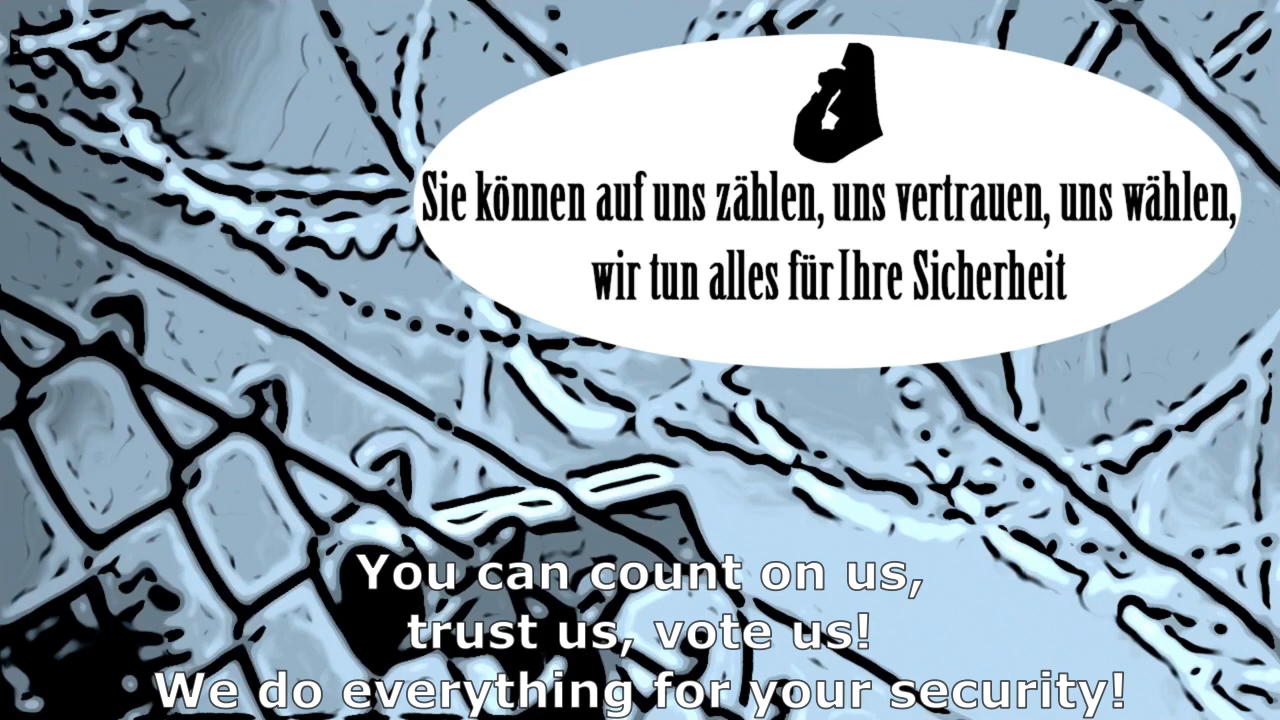 Sie können auf uns zählen, uns vertrauen, uns wählen,
wir tun alles für Ihre Sicherheit
You can count on us,
trust us, vote us!
We do everything for your security!